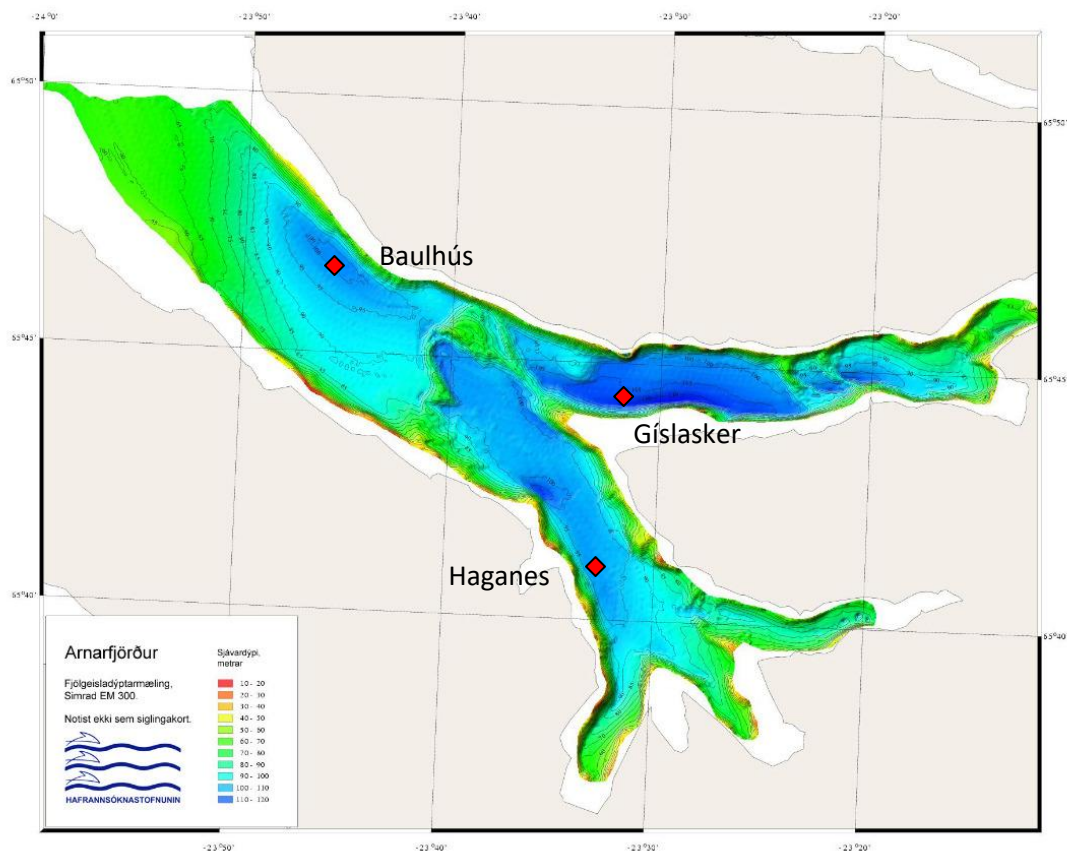 -24°0' -23°50' -23°40' -23°30' -23°20'
65°50'
65°50'
Baulhús
65°45'
65°45'
Gíslasker
Haganes
65°40'
65°40'
Arnarfjörður
Fjölgeisladýptarmæling,
Simrad EM 300.
Notist ekki sem siglingakort.
HAFRANNSÓKNASTOFNUNIN
Sjávardýpi,
metrar
10 - 20
20 - 30
30 - 40
40 - 50
50 - 60
60 - 70
70 - 80
80 - 90
90 - 100
100 - 110
110 - 120
-23°50' -23°40' -23°30' -23°20'